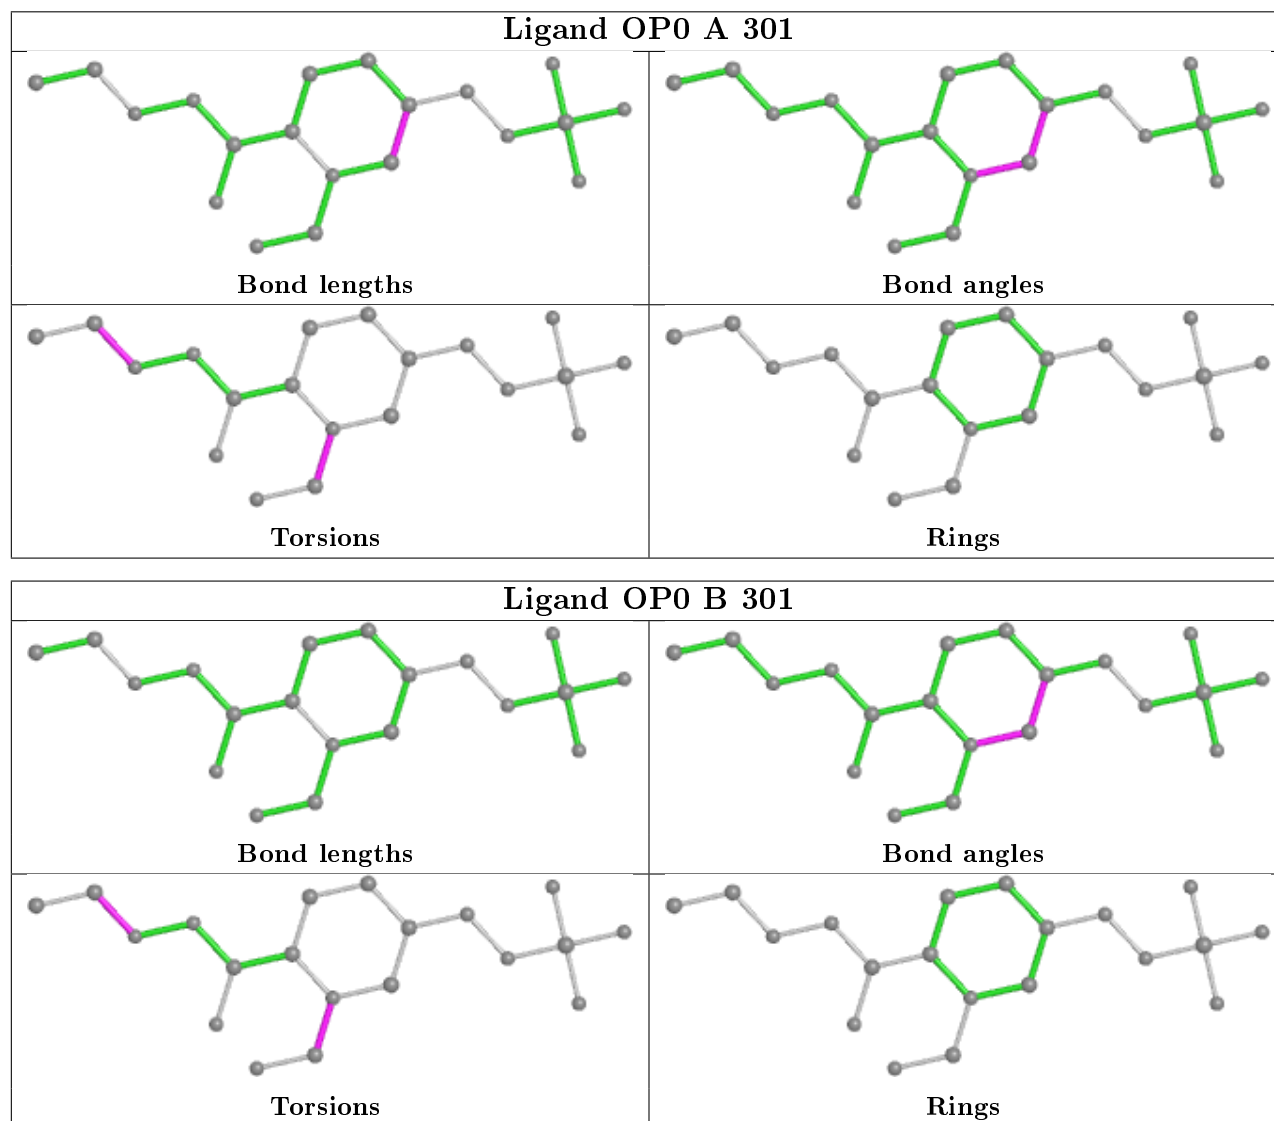 Ligand OP0 A 301
Bond lengths
Bond angles
Torsions
Rings
Ligand OP0 B 301
Bond lengths
Bond angles
Torsions
Rings